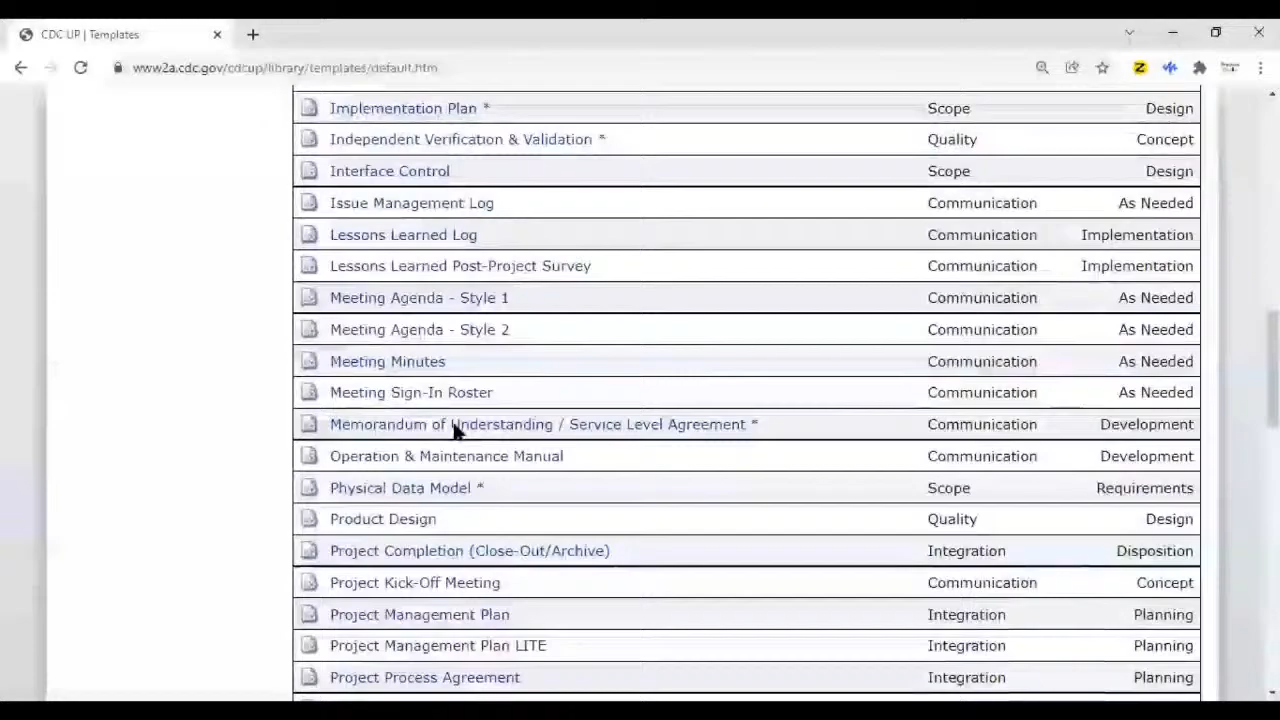 CDC UP | Templates
www2a.cdc.gov/cdcup/library/templates/default.htm
Implementation Plan * Scope Design
Independent Verification & Validation * Quality Concept
Interface Control Scope Design
Issue Management Log Communication As Needed
Lessons Learned Log Communication Implementation
Lessons Learned Post-Project Survey Communication Implementation
Meeting Agenda - Style 1 Communication As Needed
Meeting Agenda - Style 2 Communication As Needed
Meeting Minutes Communication As Needed
Meeting Sign-In Roster Communication As Needed
Memorandum of Understanding / Service Level Agreement * Communication Development
Operation & Maintenance Manual Communication Development
Physical Data Model * Scope Requirements
Product Design Quality Design
Project Completion (Close-Out/Archive) Integration Disposition
Project Kick-Off Meeting Communication Concept
Project Management Plan Integration Planning
Project Management Plan LITE Integration Planning
Project Process Agreement Integration Planning